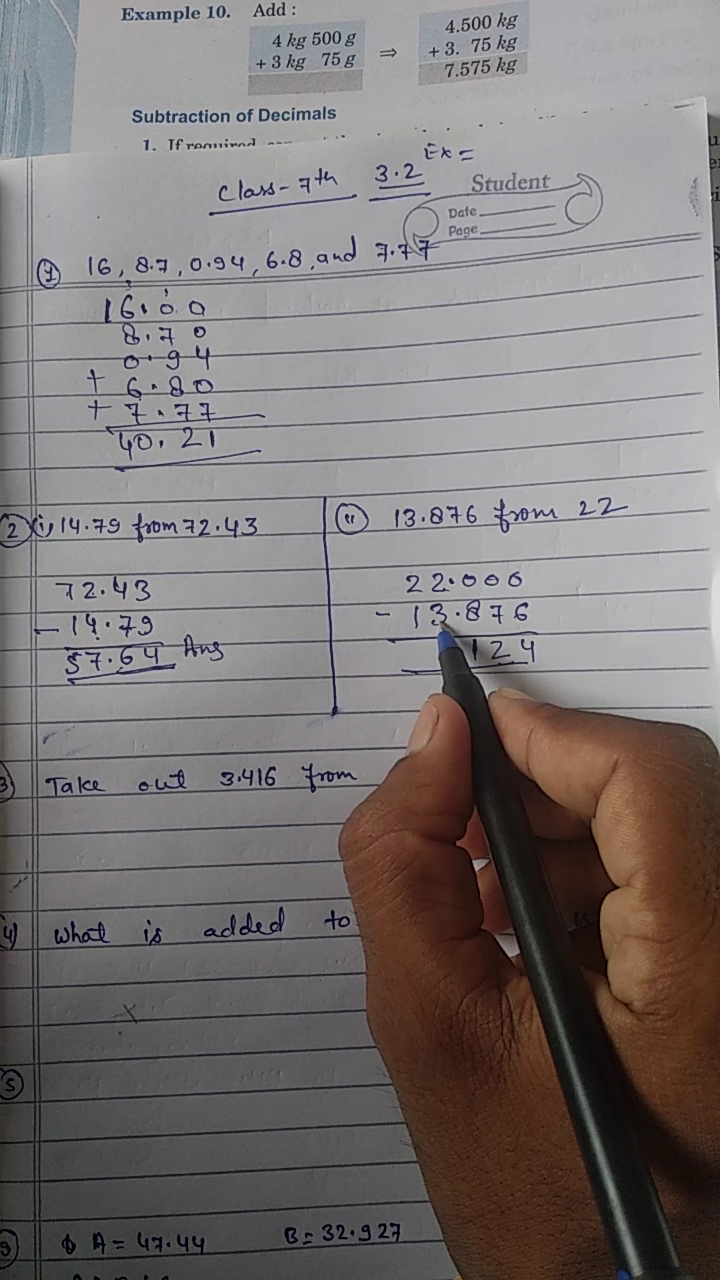 Example 10. Add :
4 kg 500 g
+ 3 kg 75 g
⇒
4.500 kg
+ 3. 75 kg
7.575 kg
Subtraction of Decimals
1. If required
Class - 7th 3.2 Ex =
Student
Date
Page
1 16, 8.7, 0.94, 6.8, and 7.77
16.00
8.70
0.94
+ 6.80
+ 7.77
40.21
2 (i) 14.79 from 72.43
72.43
- 14.79
57.64 Ans
(ii) 13.876 from 22
22.000
- 13.876
124
3) Take out 3.416 from
4) What is added to
5
A = 47.44 B = 32.927